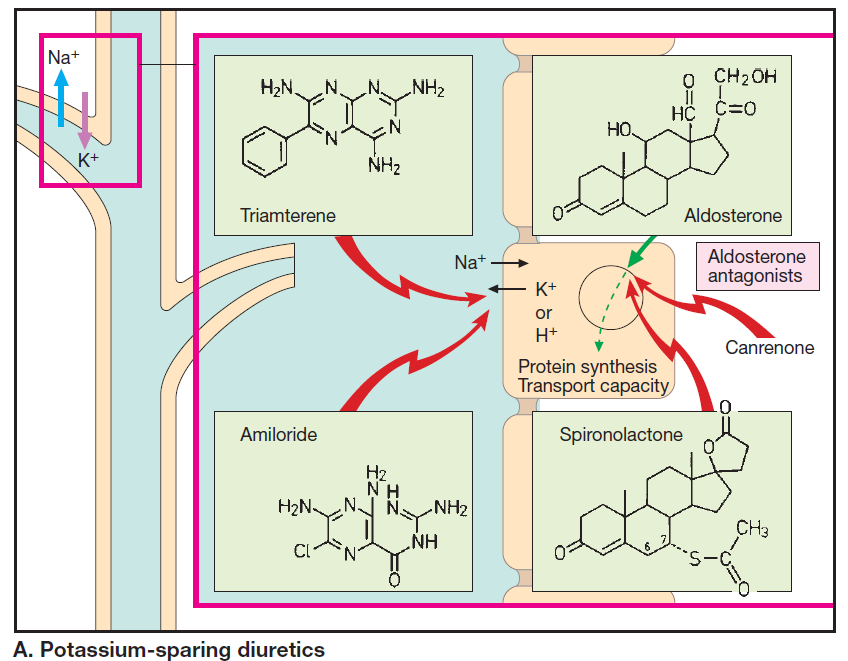 Na+
K+
H₂N
N
N
NH₂
N
N
NH₂
Triamterene
CH₂OH
O
HC
C=O
HO
O
Aldosterone
Na+
K+
or
H+
Aldosterone
antagonists
Canrenone
Protein synthesis
Transport capacity
Amiloride
H₂
N
H
N
NH₂
H₂N
N
Cl
N
NH
O
Spironolactone
O
O
CH₃
O
6
7
S
C
O
A. Potassium-sparing diuretics